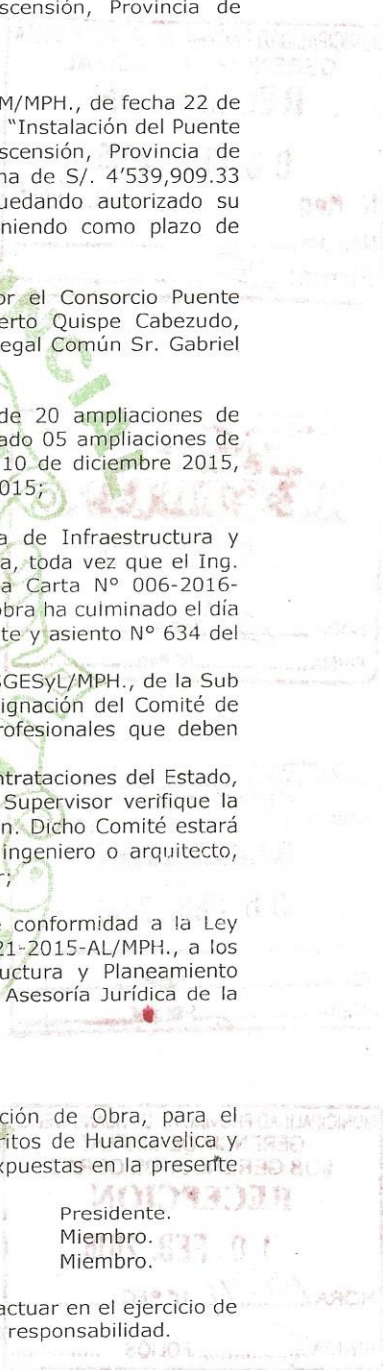 scensión, Provincia de
M/MPH., de fecha 22 de
"Instalación del Puente
scensión, Provincia de
na de S/. 4'539,909.33
uedando autorizado su
niendo como plazo de
or el Consorcio Puente
erto Quispe Cabezudo,
egal Común Sr. Gabriel
de 20 ampliaciones de
ado 05 ampliaciones de
10 de diciembre 2015,
015;
a de Infraestructura y
a, toda vez que el Ing.
a Carta N° 006-2016-
obra ha culminado el día
te y asiento N° 634 del
SGESyL/MPH., de la Sub
ignación del Comité de
rofesionales que deben
ntrataciones del Estado,
Supervisor verifique la
n. Dicho Comité estará
ingeniero o arquitecto,
r;
e conformidad a la Ley
21-2015-AL/MPH., a los
uctura y Planeamiento
Asesoría Jurídica de la
ción de Obra, para el
ritos de Huancavelica y
xpuestas en la presente
Presidente.
Miembro.
Miembro.
actuar en el ejercicio de
responsabilidad.